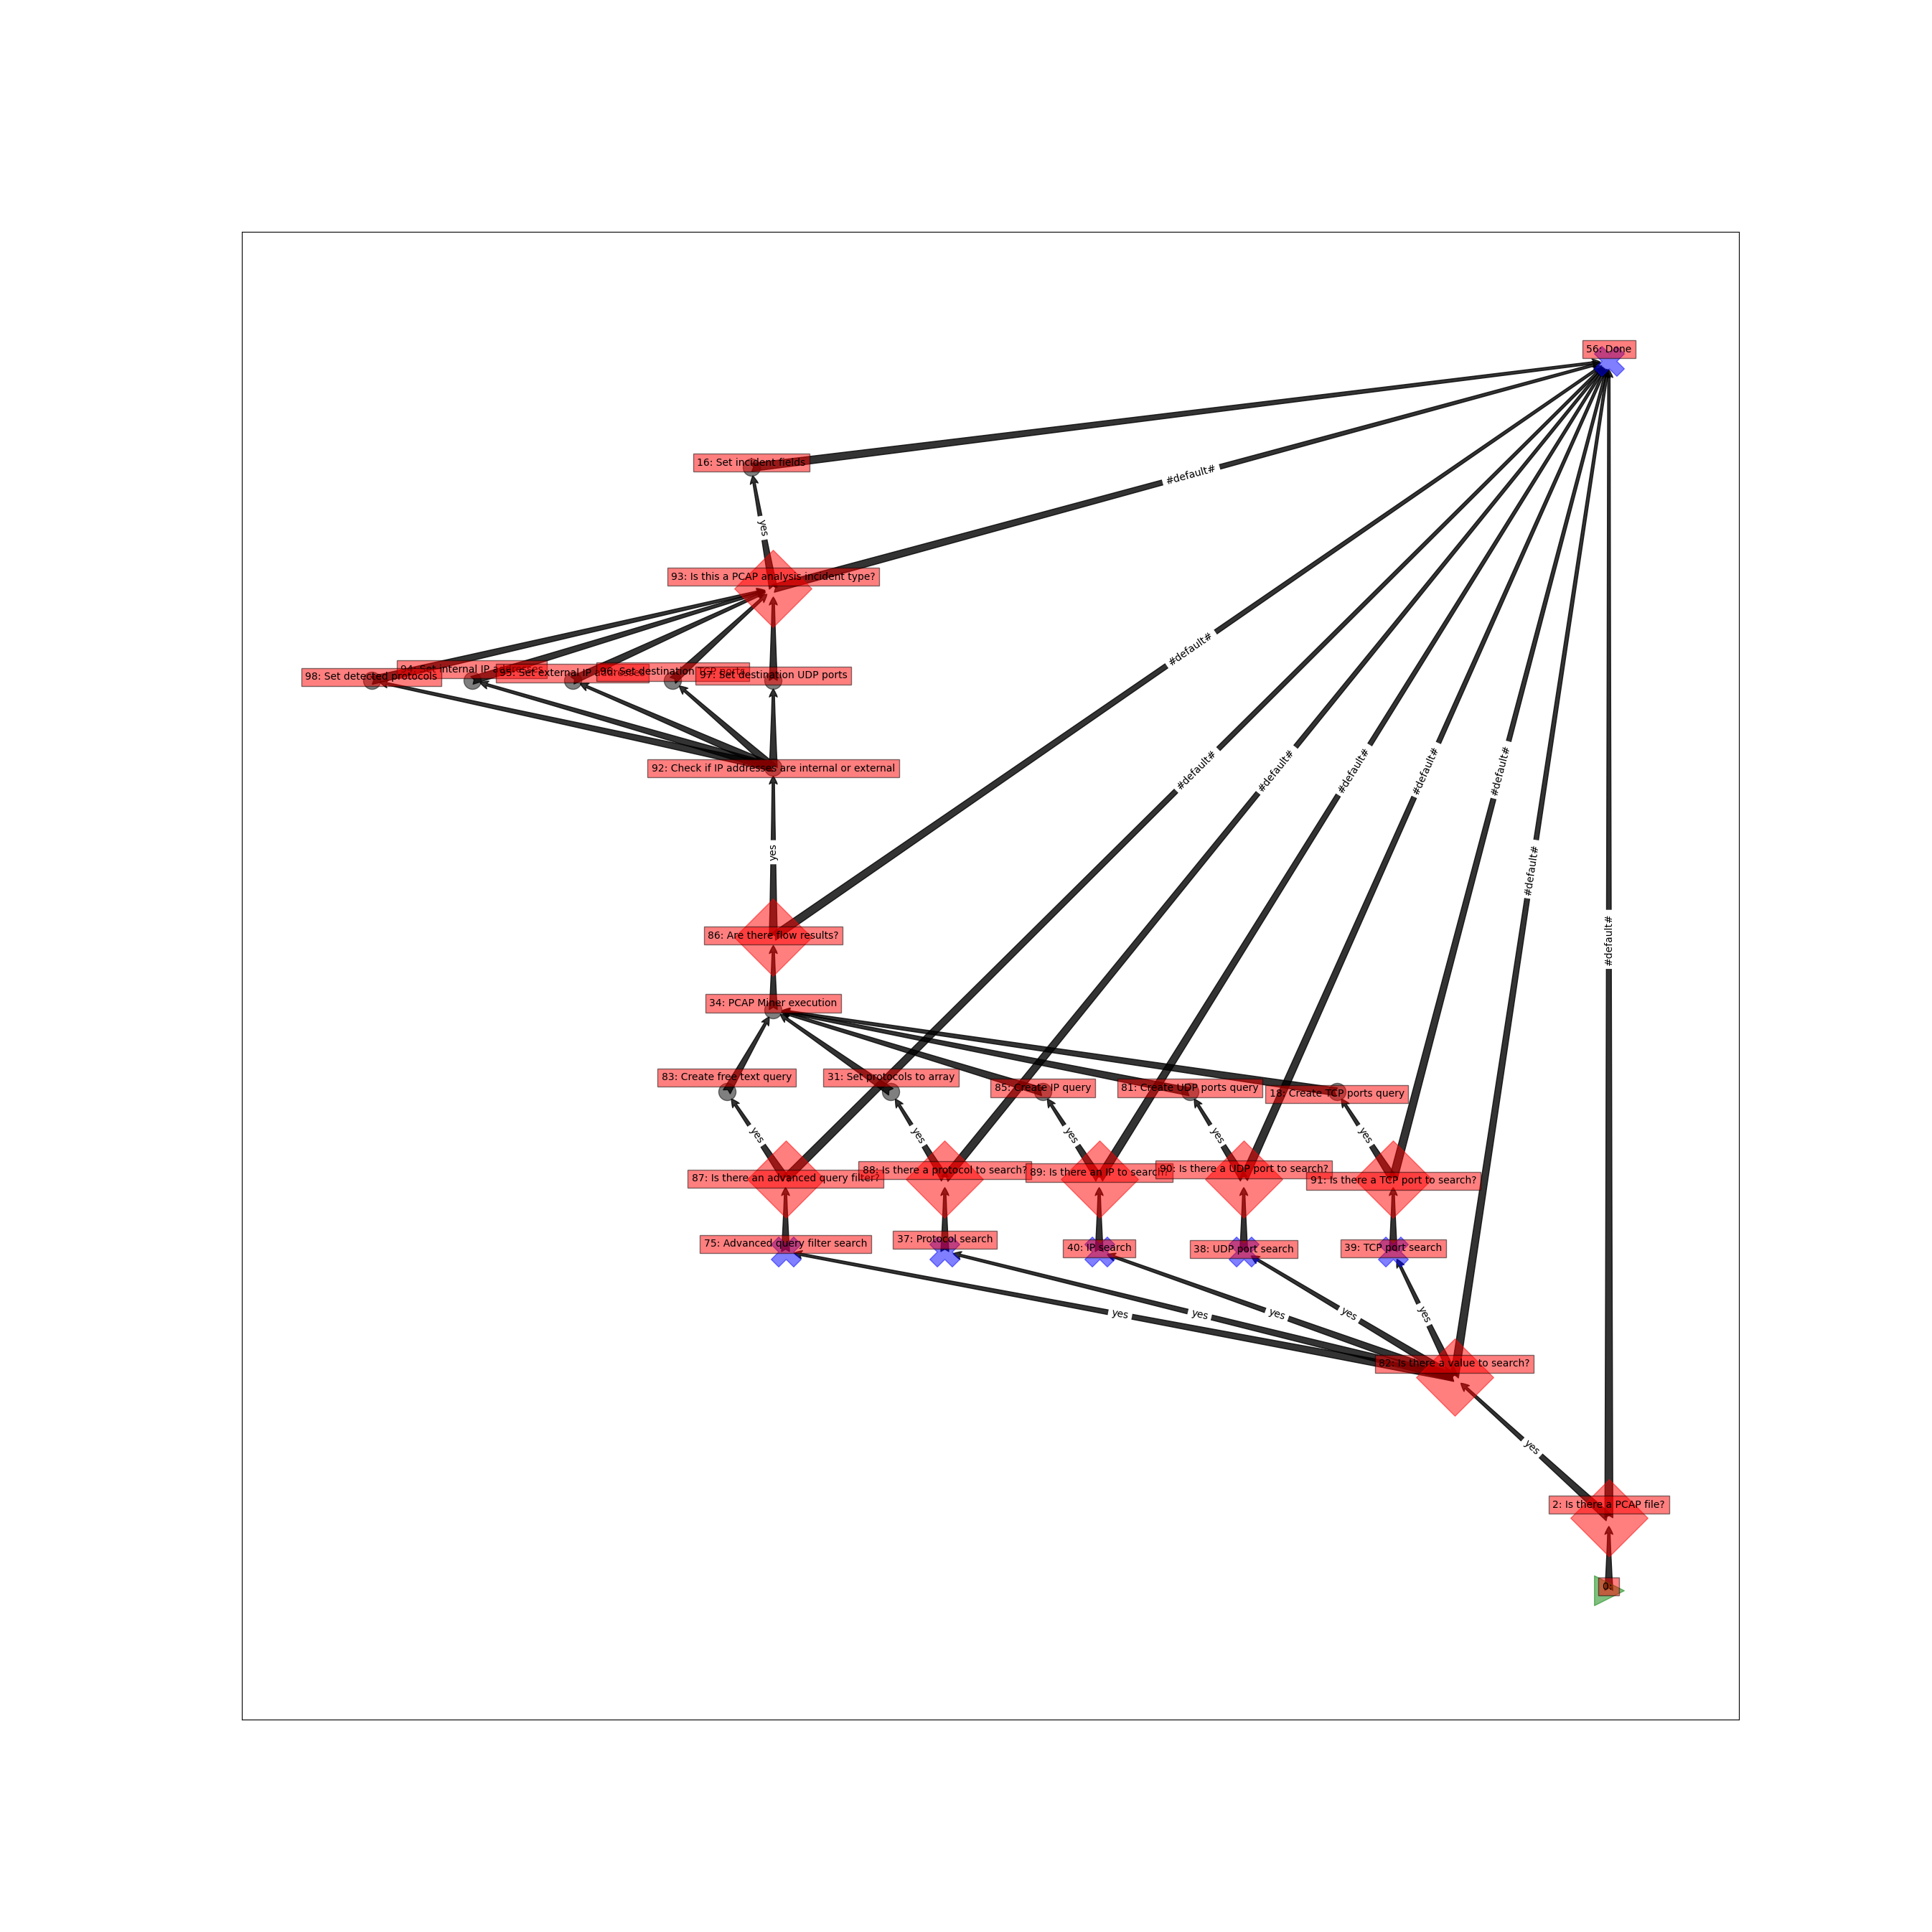 56: Done
16: Set incident fields
#default#
yes
93: Is this a PCAP analysis incident type?
#default#
94: Set internal IP addresses
95: Set external IP addresses
96: Set destination TCP ports
97: Set destination UDP ports
98: Set detected protocols
92: Check if IP addresses are internal or external
#default#
#default#
#default#
#default#
#default#
yes
#default#
#default#
86: Are there flow results?
34: PCAP Miner execution
83: Create free text query
31: Set protocols to array
85: Create IP query
81: Create UDP ports query
18: Create TCP ports query
yes
yes
yes
yes
yes
87: Is there an advanced query filter?
88: Is there a protocol to search?
89: Is there an IP to search?
90: Is there a UDP port to search?
91: Is there a TCP port to search?
75: Advanced query filter search
37: Protocol search
40: IP search
38: UDP port search
39: TCP port search
yes
yes
yes
yes
yes
82: Is there a value to search?
yes
2: Is there a PCAP file?
0: